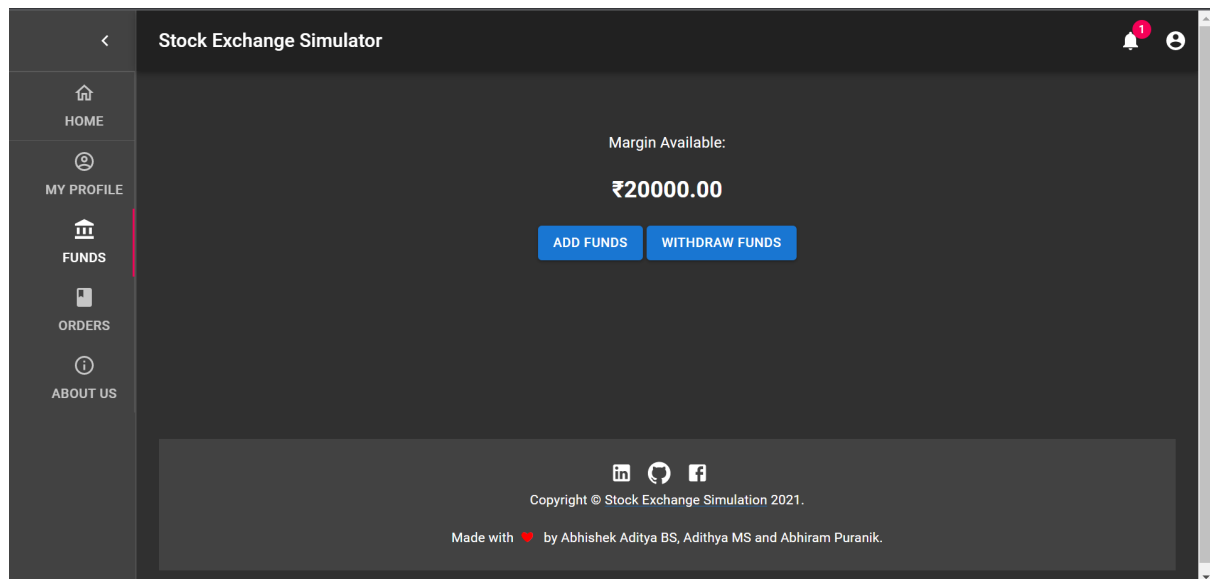 Stock Exchange Simulator
1
HOME
MY PROFILE
FUNDS
ORDERS
ABOUT US
Margin Available:
₹20000.00
ADD FUNDS
WITHDRAW FUNDS
in
Copyright © Stock Exchange Simulation 2021.
Made with ❤ by Abhishek Aditya BS, Adithya MS and Abhiram Puranik.